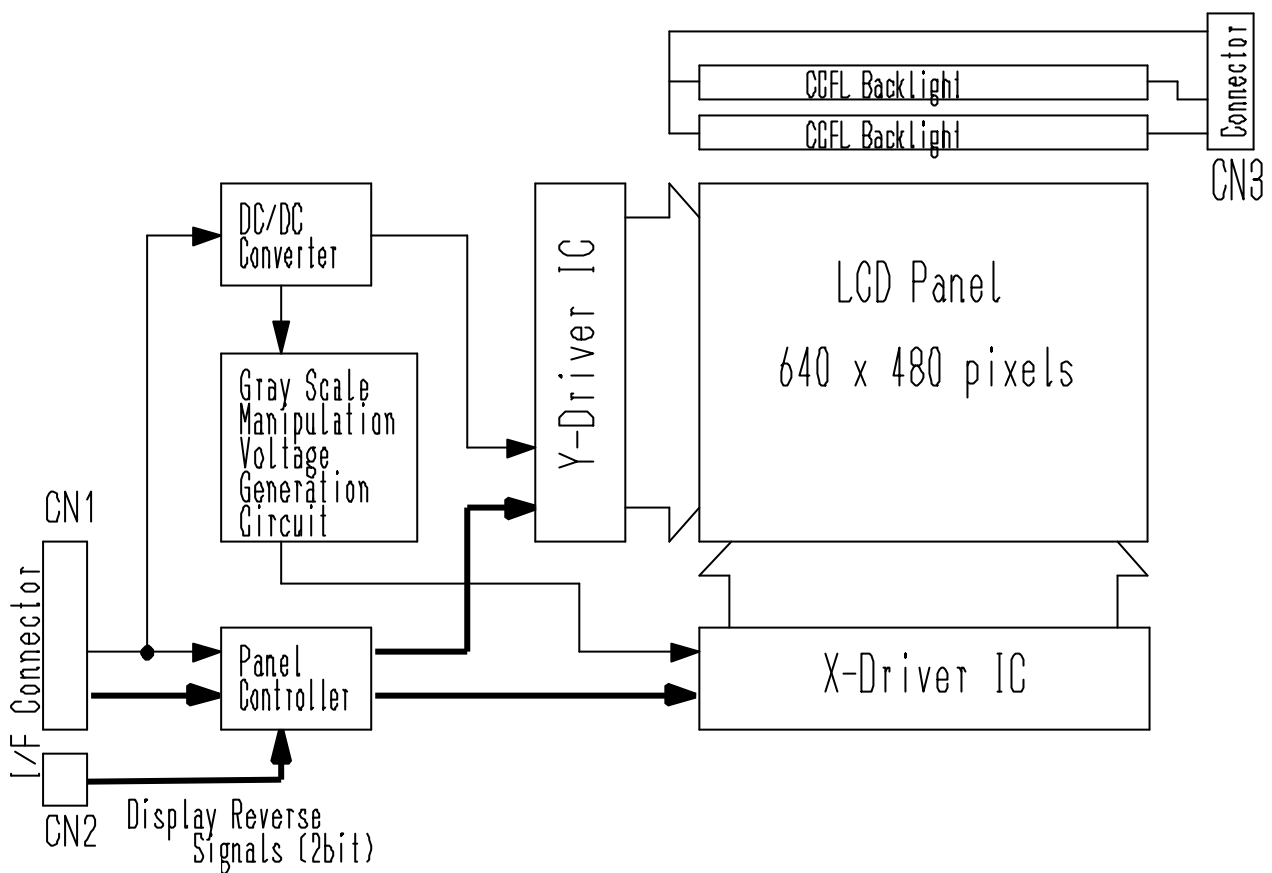 CCFL Backlight
CCFL Backlight
Connector
CN3
DC/DC
Converter
Y-Driver IC
LCD Panel
640 x 480 pixels
Gray Scale
Manipulation
Voltage
Generation
Circuit
CN1
I/F Connector
Panel
Controller
X-Driver IC
CN2
Display Reverse
Signals (2bit)